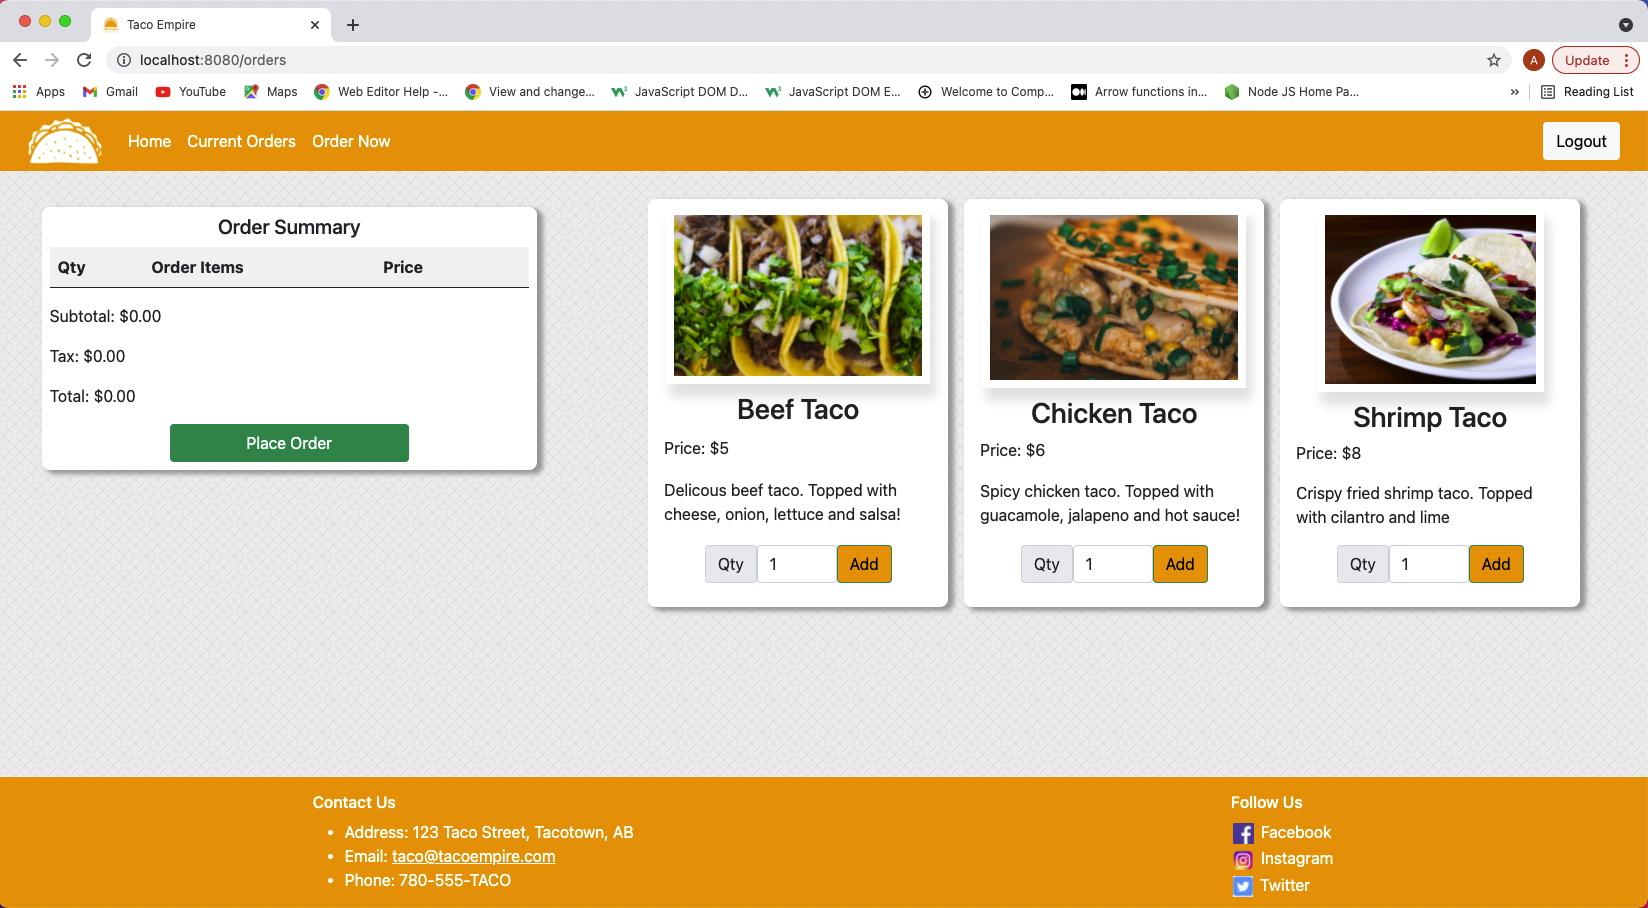 Taco Empire
localhost:8080/orders
A
Update
Apps
Gmail
YouTube
Maps
Web Editor Help -...
View and change...
JavaScript DOM D...
JavaScript DOM E...
Welcome to Comp...
Arrow functions in...
Node JS Home Pa...
»
Reading List
Home
Current Orders
Order Now
Logout
Order Summary
Qty Order Items Price
Subtotal: $0.00
Tax: $0.00
Total: $0.00
Place Order
Beef Taco
Price: $5
Delicous beef taco. Topped with
cheese, onion, lettuce and salsa!
Qty 1 Add
Chicken Taco
Price: $6
Spicy chicken taco. Topped with
guacamole, jalapeno and hot sauce!
Qty 1 Add
Shrimp Taco
Price: $8
Crispy fried shrimp taco. Topped
with cilantro and lime
Qty 1 Add
Contact Us
• Address: 123 Taco Street, Tacotown, AB
• Email: taco@tacoempire.com
• Phone: 780-555-TACO
Follow Us
Facebook
Instagram
Twitter